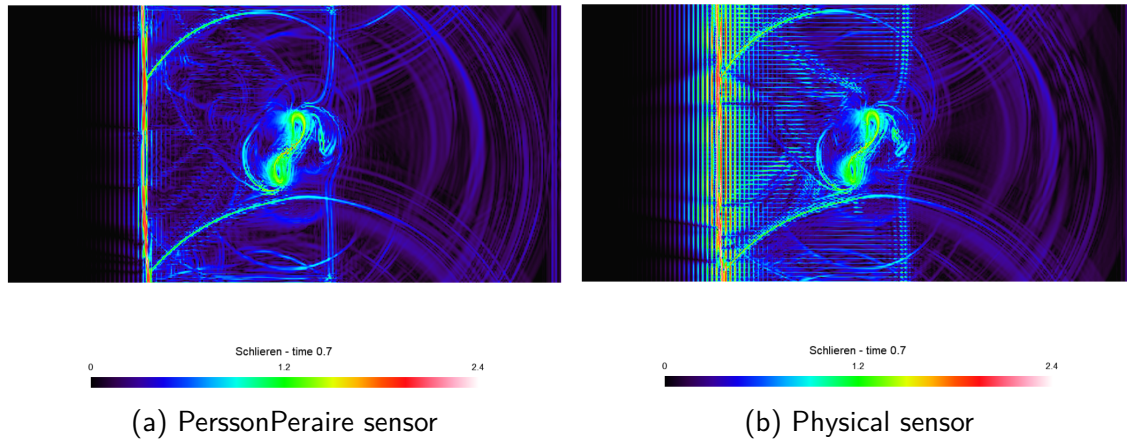 Schlieren - time 0.7
0 1.2 2.4
(a) PerssonPeraire sensor
Schlieren - time 0.7
0 1.2 2.4
(b) Physical sensor